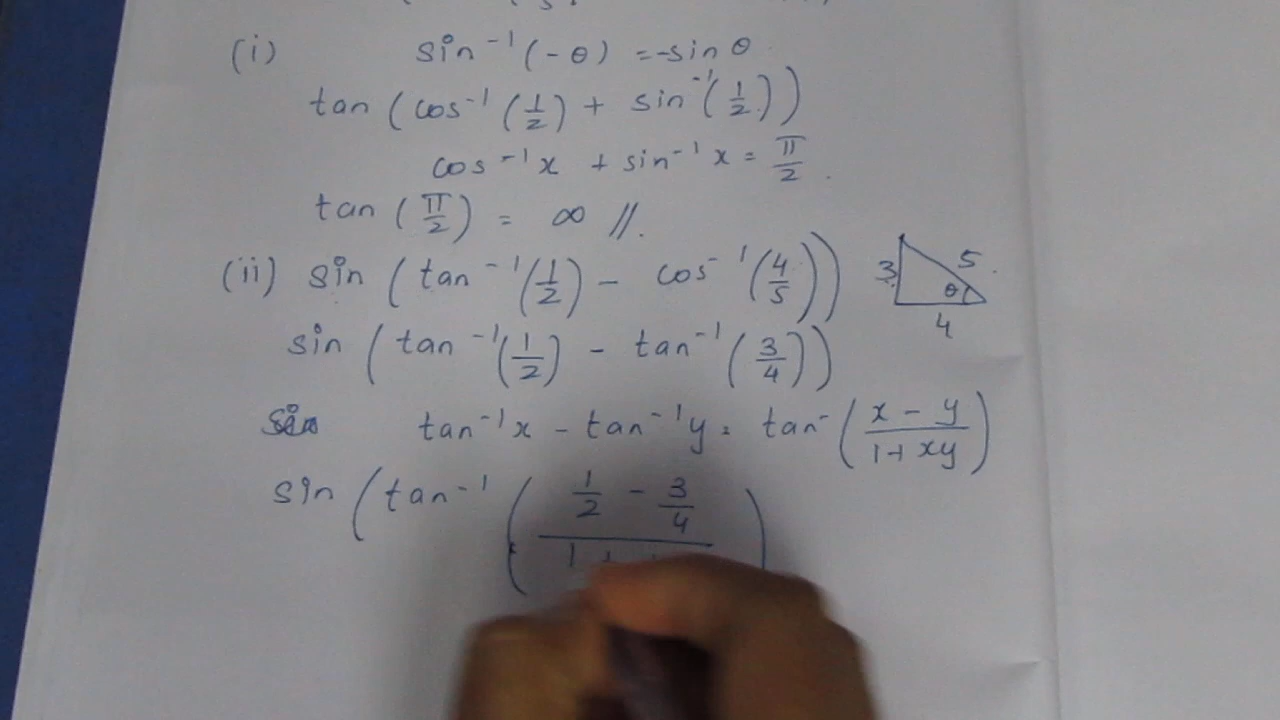 (i) sin⁻¹(-θ) = -sin θ
tan (cos⁻¹(1/2) + sin⁻¹(1/2))
cos⁻¹x + sin⁻¹x = π/2.
tan (π/2) = ∞ //.
(ii) sin (tan⁻¹(1/2) - cos⁻¹(4/5))
3 5 θ 4
sin (tan⁻¹(1/2) - tan⁻¹(3/4))
tan⁻¹x - tan⁻¹y = tan⁻ ((x - y)/(1 + xy))
sin (tan⁻¹ ((1/2 - 3/4)/(1 +